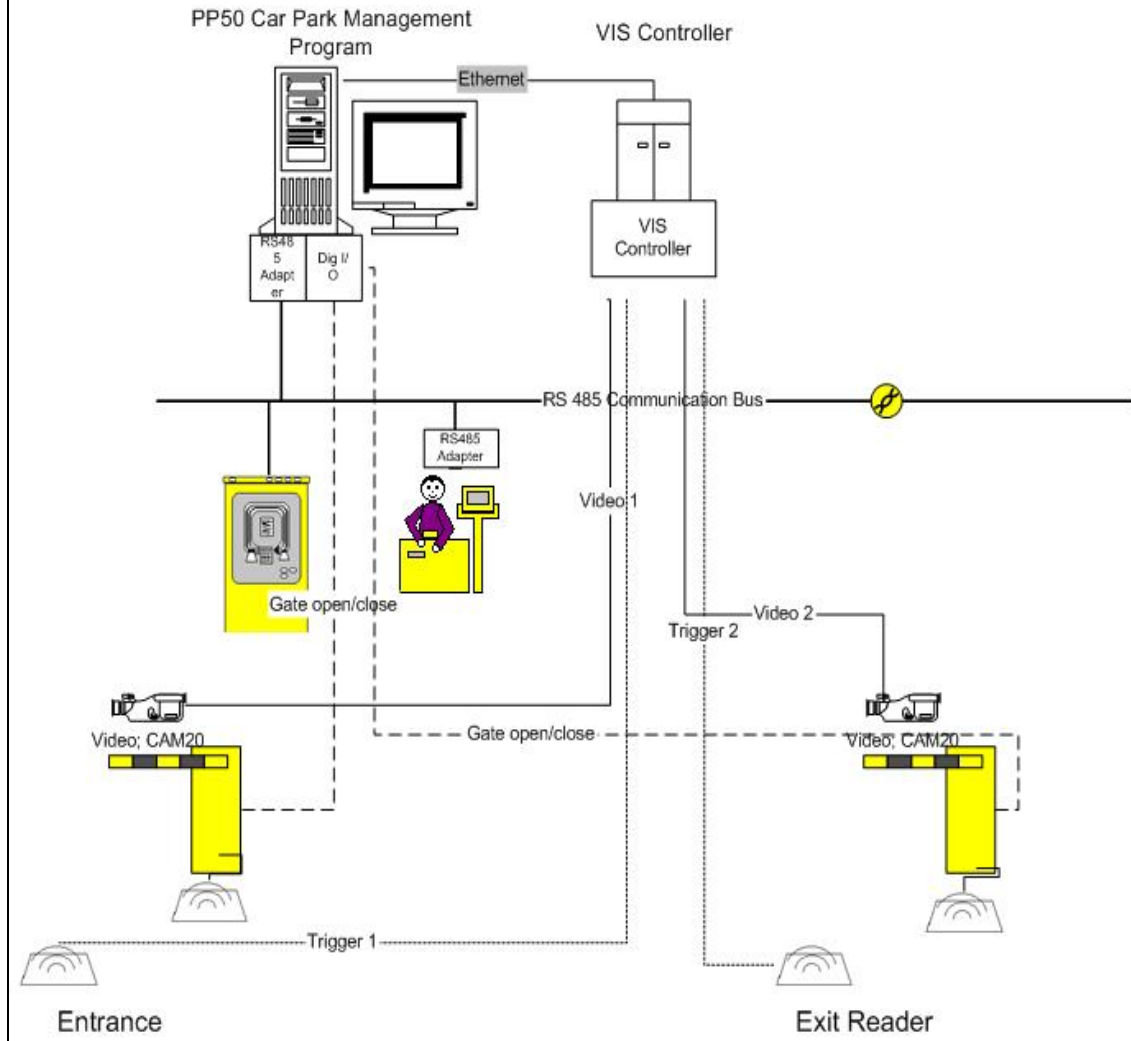 PP50 Car Park Management
Program
VIS Controller
Ethernet
VIS
Controller
RS48
5
Adapt
er
Dig I/
O
RS 485 Communication Bus
RS485
Adapter
Video 1
Gate open/close
Video 2
Trigger 2
Gate open/close
Video; CAM20
Video; CAM20
Trigger 1
Entrance
Exit Reader